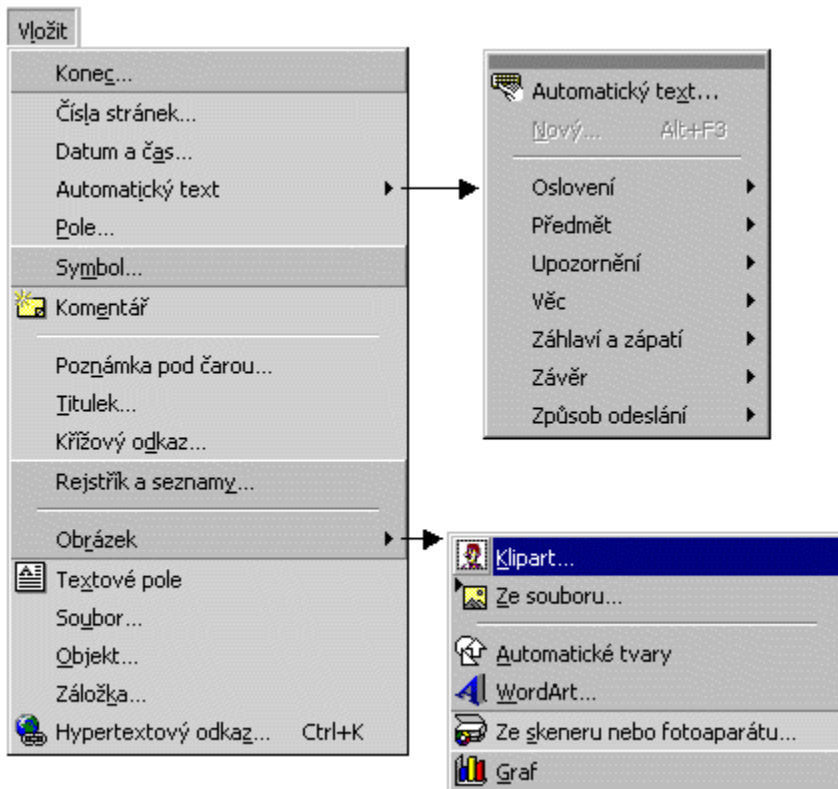 Vložit
Konec...
Čísla stránek...
Datum a čas...
Automatický text
Pole...
Symbol...
Komentář
Poznámka pod čarou...
Titulek...
Křížový odkaz...
Rejstřík a seznamy...
Obrázek
Textové pole
Soubor...
Objekt...
Záložka...
Hypertextový odkaz... Ctrl+K
Automatický text...
Nový... Alt+F3
Oslovení
Předmět
Upozornění
Věc
Záhlaví a zápatí
Závěr
Způsob odeslání
Klipart...
Ze souboru...
Automatické tvary
WordArt...
Ze skeneru nebo fotoaparátu...
Graf